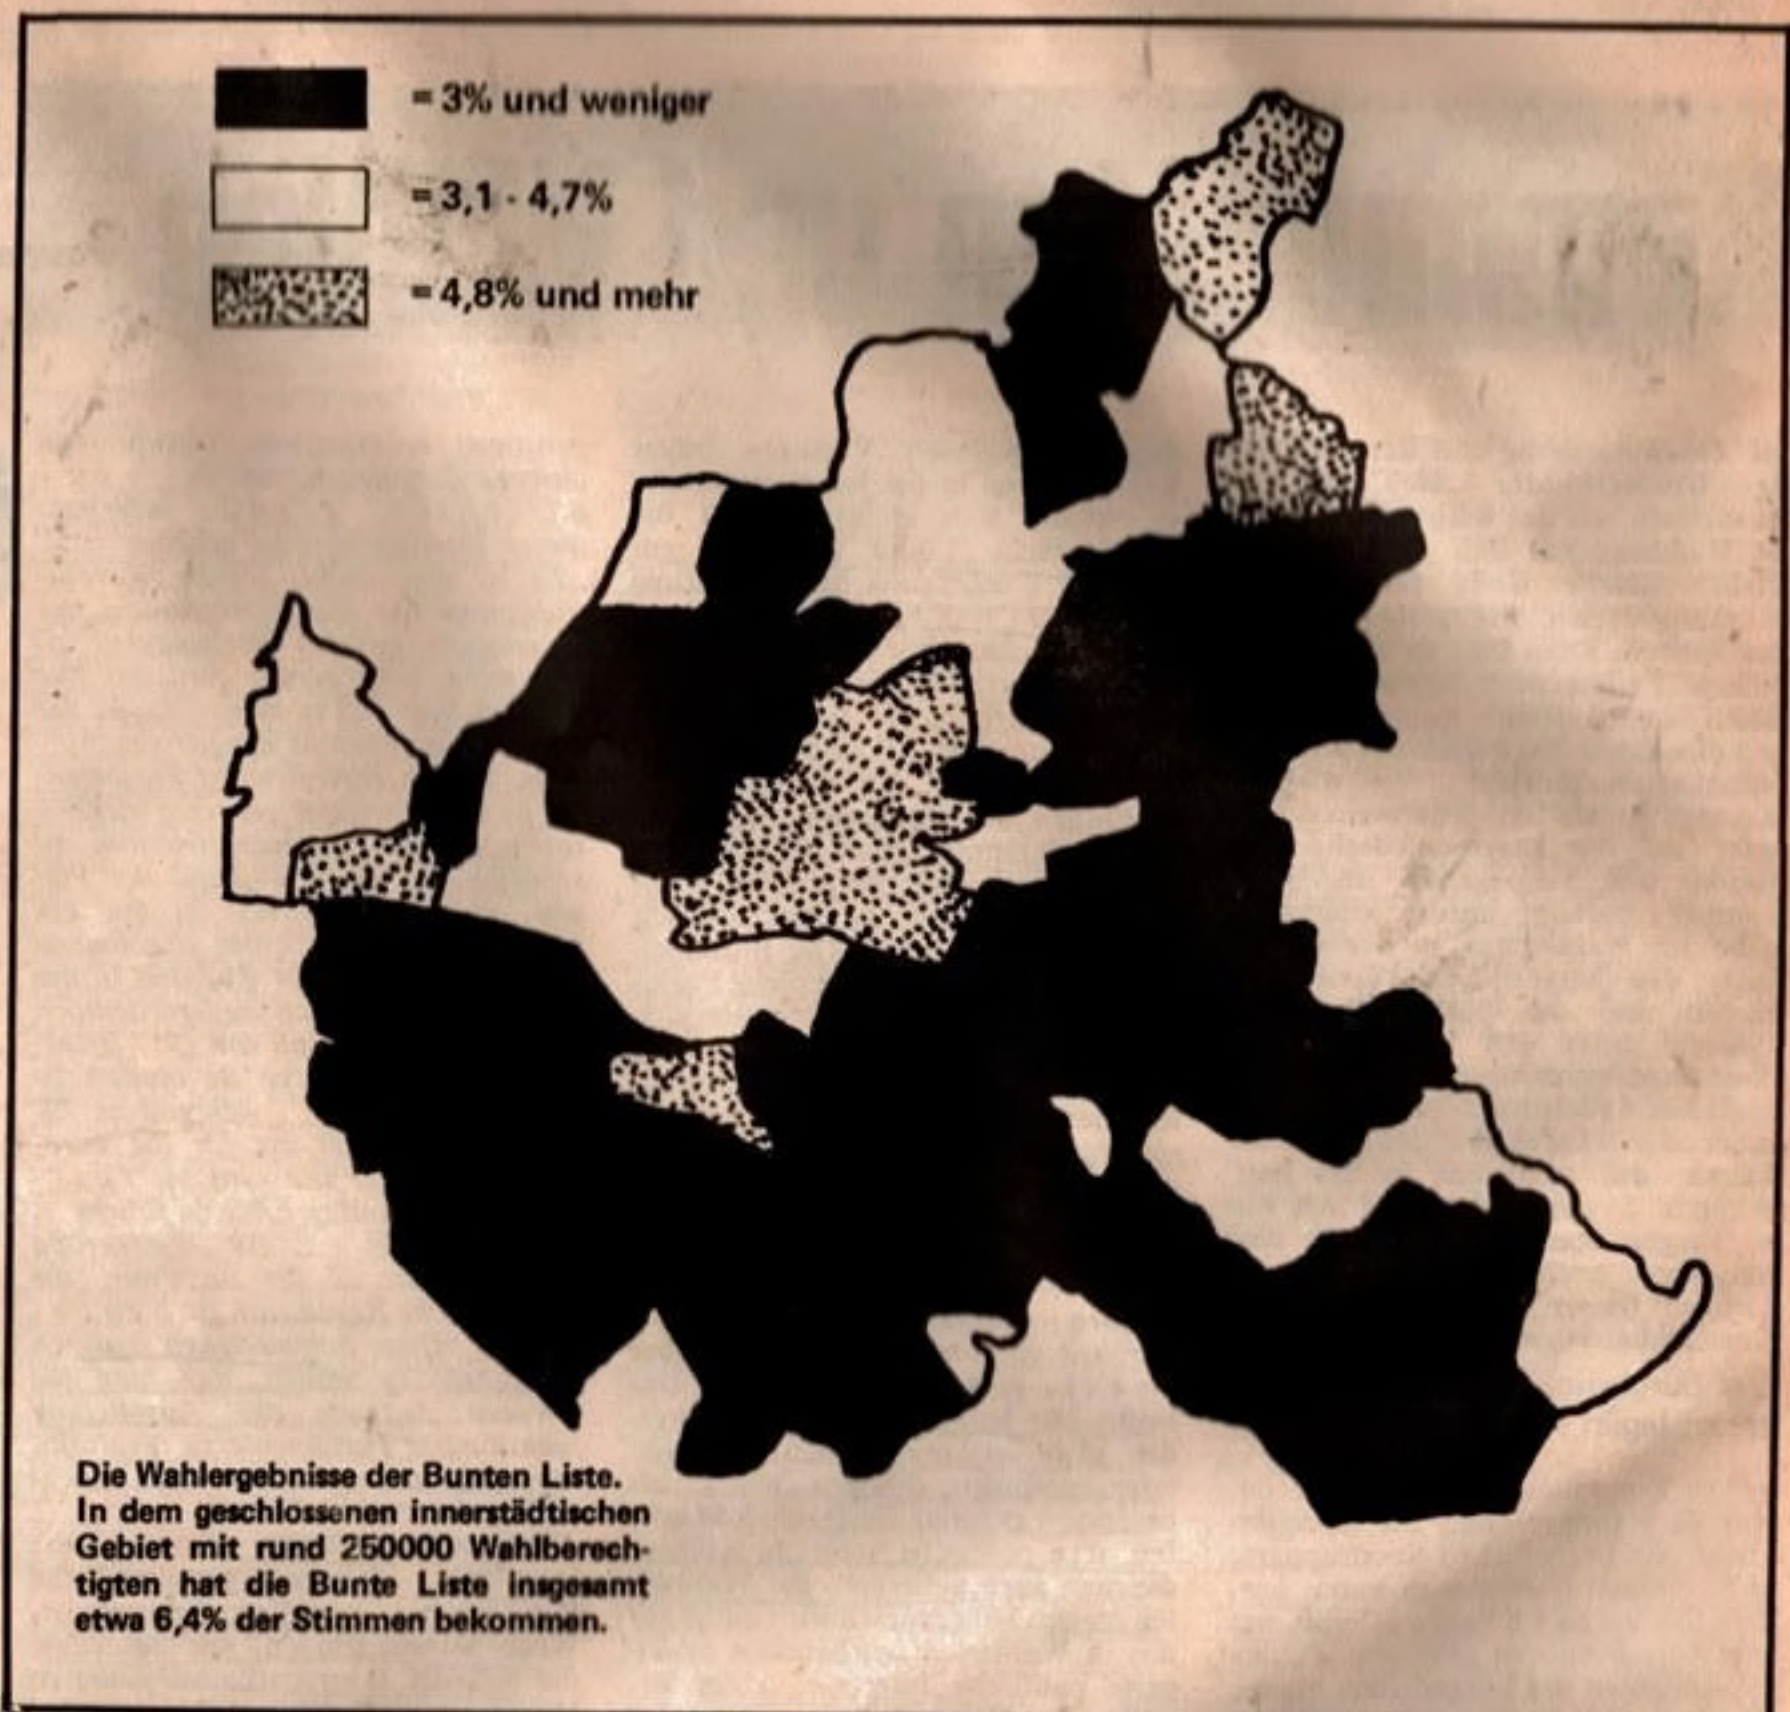 = 3% und weniger
= 3,1 - 4,7%
= 4,8% und mehr
Die Wahlergebnisse der Bunten Liste.
In dem geschlossenen innerstädtischen
Gebiet mit rund 250000 Wahlberech-
tigten hat die Bunte Liste insgesamt
etwa 6,4% der Stimmen bekommen.